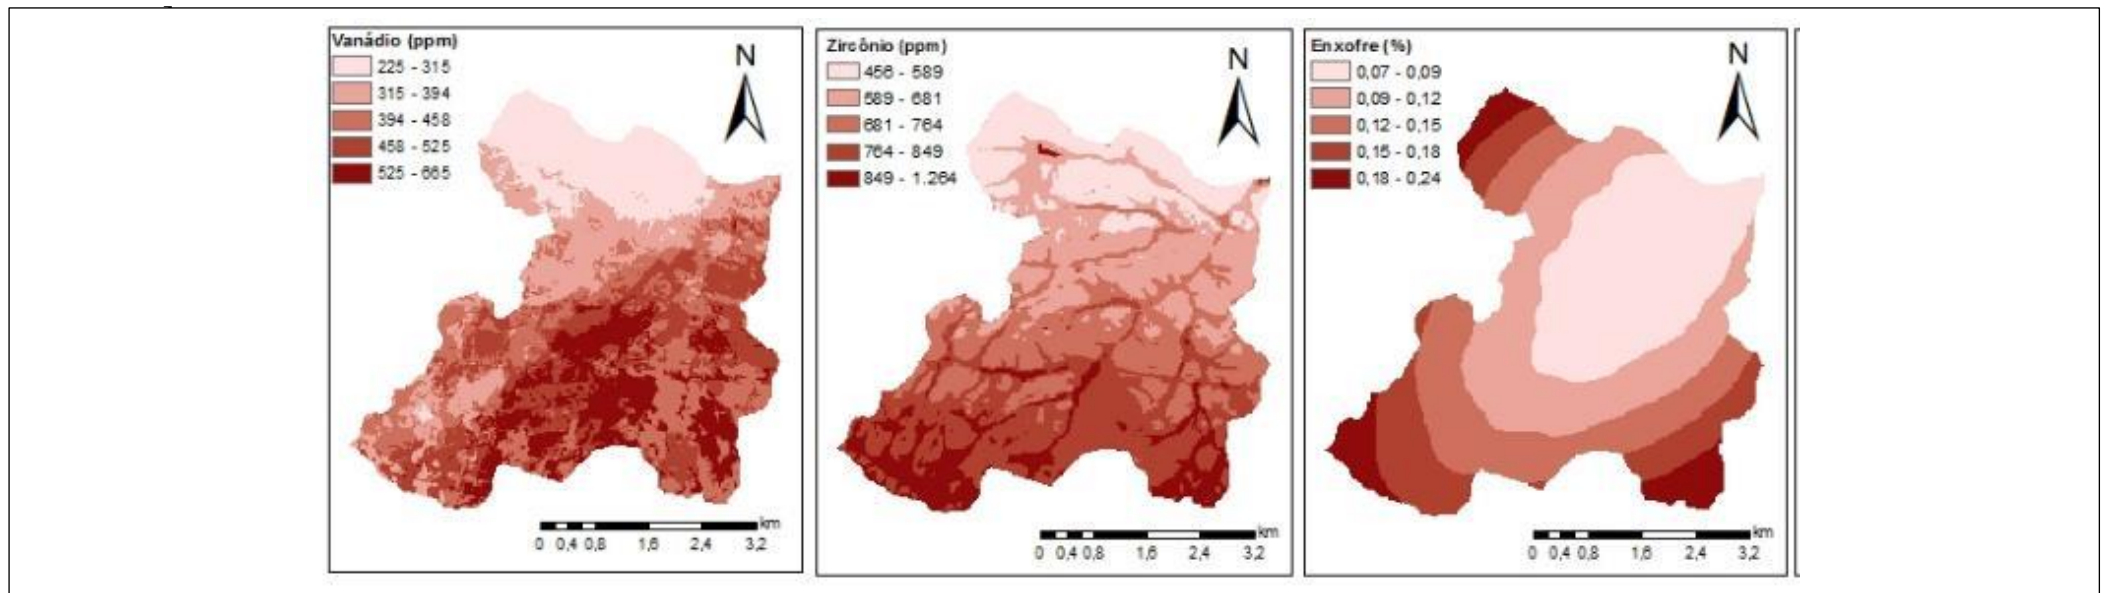 Vanádio (ppm)
225 - 315
315 - 394
394 - 458
458 - 525
525 - 665
N
km
0 0,4 0,8 1,6 2,4 3,2
Zircônio (ppm)
456 - 589
589 - 681
681 - 764
764 - 849
849 - 1.264
N
km
0 0,4 0,8 1,6 2,4 3,2
Enxofre (%)
0,07 - 0,09
0,09 - 0,12
0,12 - 0,15
0,15 - 0,18
0,18 - 0,24
N
km
0 0,4 0,8 1,6 2,4 3,2